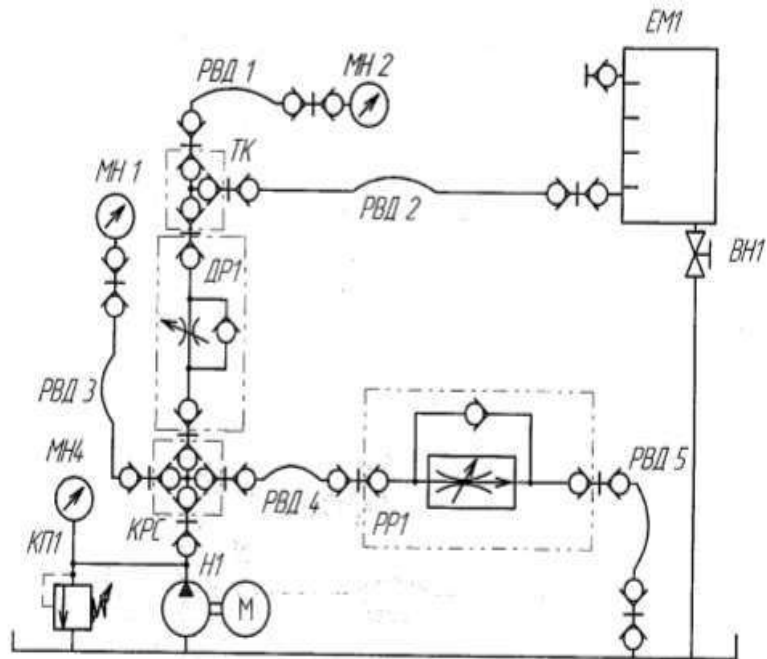 ЕМ1
РВД 1
МН 2
ТК
МН 1
РВД 2
ВН1
ДР1
РВД 3
РВД 5
МН4
РВД 4
РР1
КРС
КП1
Н1
М